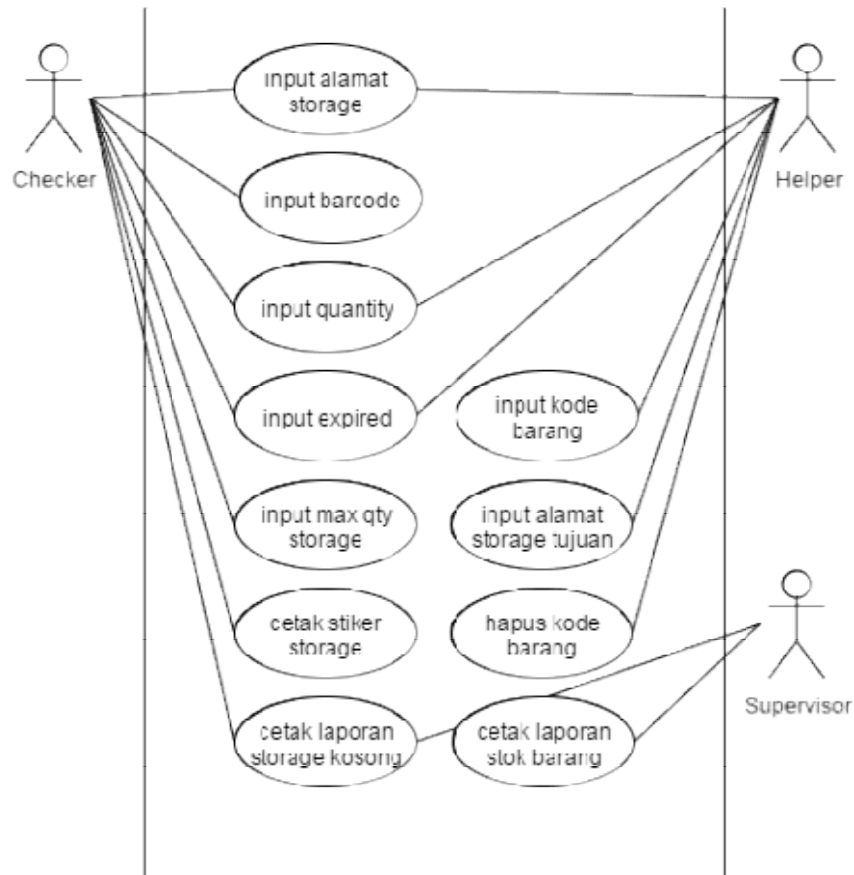 input alamat
storage
Checker
Helper
input barcode
input quantity
input expired
input kode
barang
input max qty
storage
input alamat
storage tujuan
cetak stiker
storage
hapus kode
barang
Supervisor
cetak laporan
storage kosong
cetak laporan
stok barang